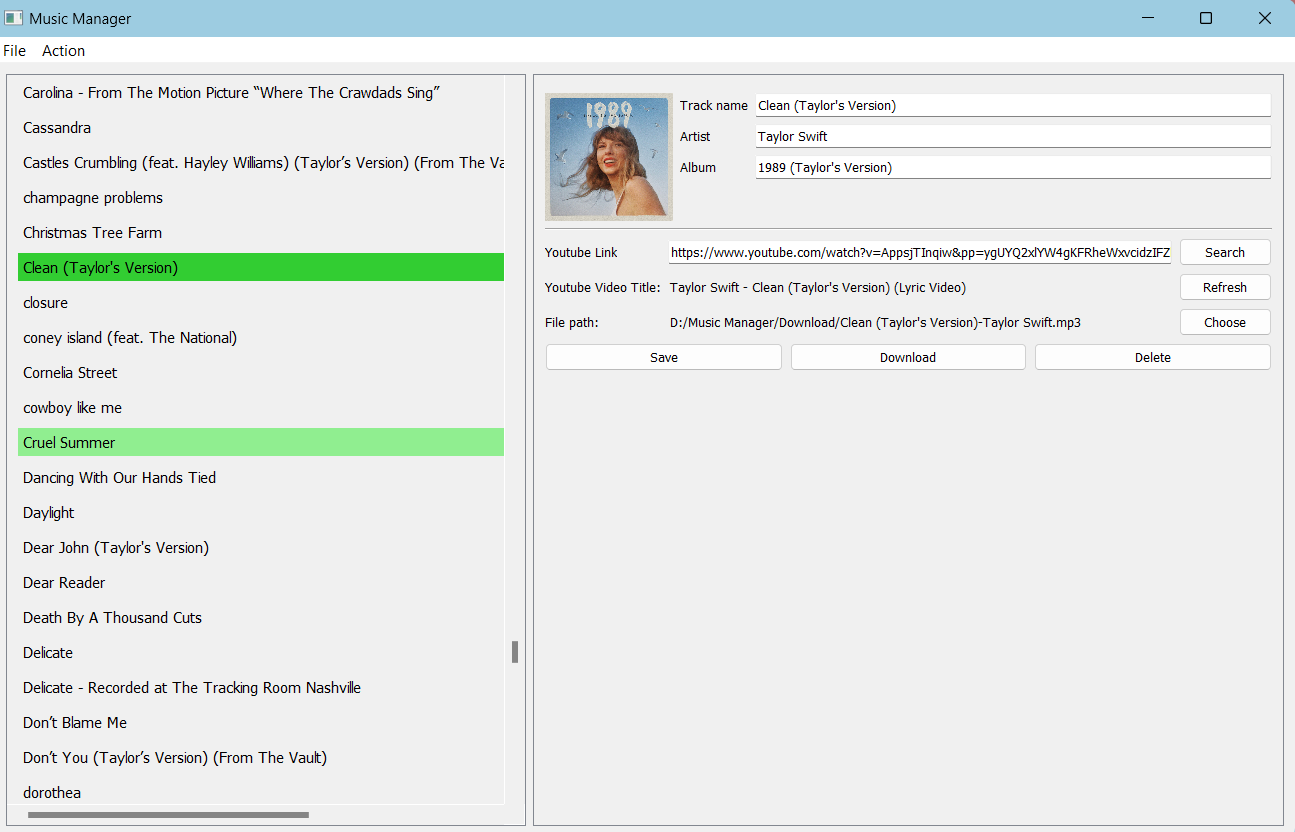 Music Manager
File Action
Carolina - From The Motion Picture “Where The Crawdads Sing”
Cassandra
Castles Crumbling (feat. Hayley Williams) (Taylor’s Version) (From The Va
champagne problems
Christmas Tree Farm
Clean (Taylor's Version)
closure
coney island (feat. The National)
Cornelia Street
cowboy like me
Cruel Summer
Dancing With Our Hands Tied
Daylight
Dear John (Taylor's Version)
Dear Reader
Death By A Thousand Cuts
Delicate
Delicate - Recorded at The Tracking Room Nashville
Don’t Blame Me
Don’t You (Taylor’s Version) (From The Vault)
dorothea
1989
Track name Clean (Taylor's Version)
Artist Taylor Swift
Album 1989 (Taylor's Version)
Youtube Link https://www.youtube.com/watch?v=AppsjTInqiw&pp=ygUYQ2xlYW4gKFRheWxvcidzIFZ Search
Youtube Video Title: Taylor Swift - Clean (Taylor's Version) (Lyric Video) Refresh
File path: D:/Music Manager/Download/Clean (Taylor's Version)-Taylor Swift.mp3 Choose
Save Download Delete